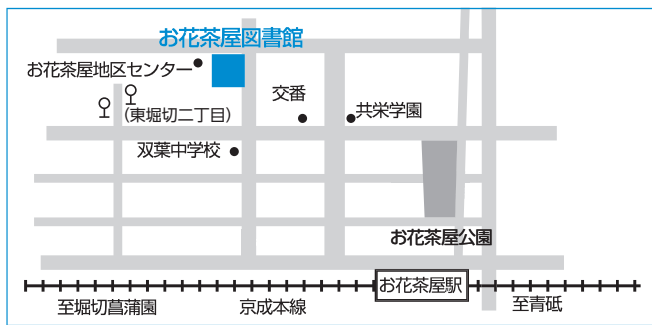 お花茶屋図書館
お花茶屋地区センター
交番
共栄学園
(東堀切二丁目)
双葉中学校
お花茶屋公園
お花茶屋駅
至堀切菖蒲園
京成本線
至青砥